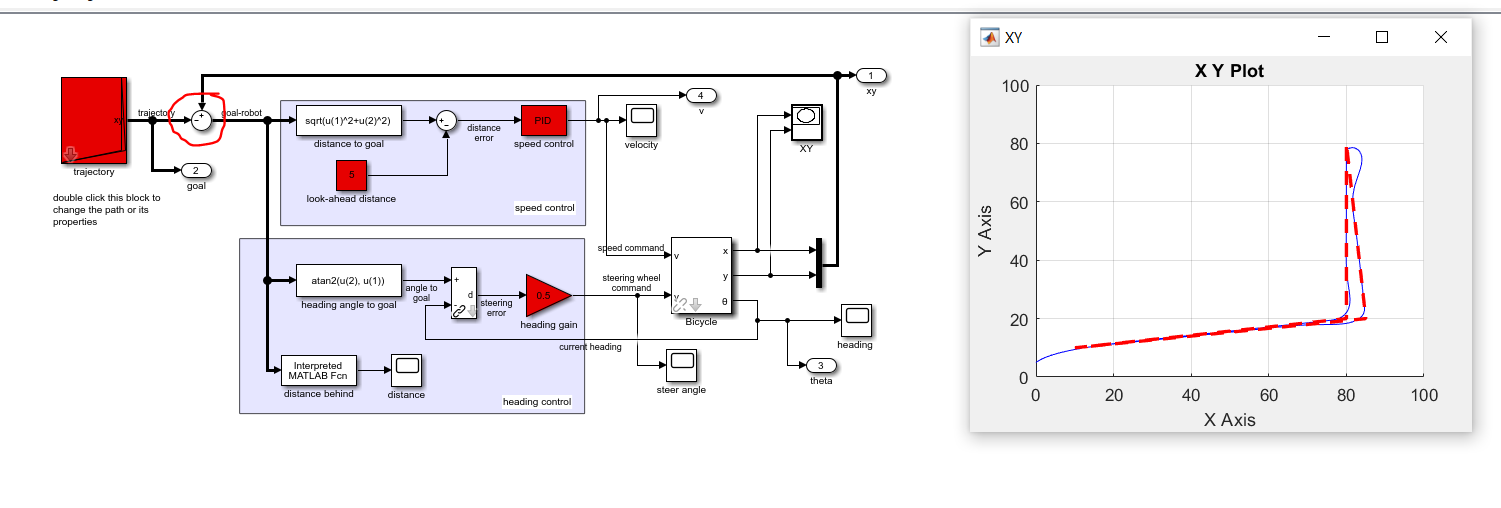 trajectory
xy
trajectory
double click this block to
change the path or its
properties
2
goal
goal-robot
sqrt(u(1)^2+u(2)^2)
distance to goal
5
look-ahead distance
distance
error
PID
speed control
speed control
4
v
velocity
XY
1
xy
atan2(u(2), u(1))
heading angle to goal
angle to
goal
d
steering
error
0.5
heading gain
Interpreted
MATLAB Fcn
distance behind
distance
heading control
current heading
speed command
steering wheel
command
v
γ
x
y
θ
Bicycle
steer angle
heading
3
theta
XY
X Y Plot
100
80
60
40
20
0
Y Axis
0
20
40
60
80
100
X Axis